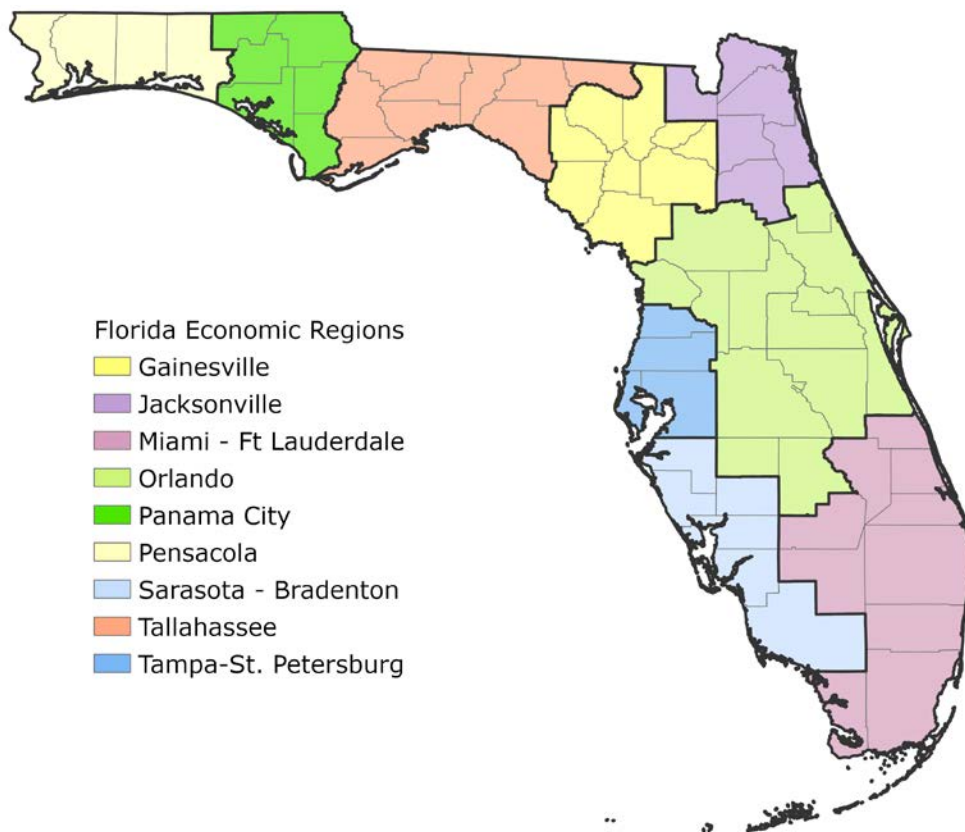 Florida Economic Regions
Gainesville
Jacksonville
Miami - Ft Lauderdale
Orlando
Panama City
Pensacola
Sarasota - Bradenton
Tallahassee
Tampa-St. Petersburg